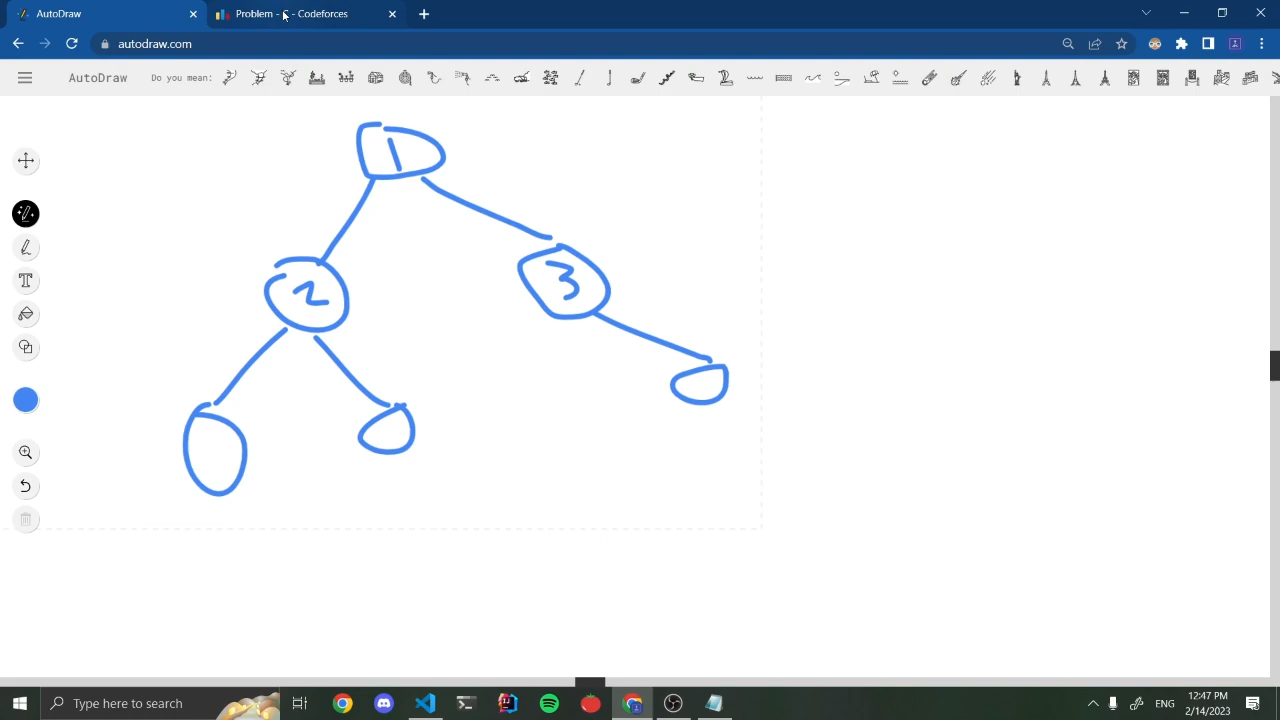 AutoDraw
Problem - C - Codeforces
autodraw.com
AutoDraw
Do you mean:
1
2
3
T
Type here to search
ENG
12:47 PM
2/14/2023